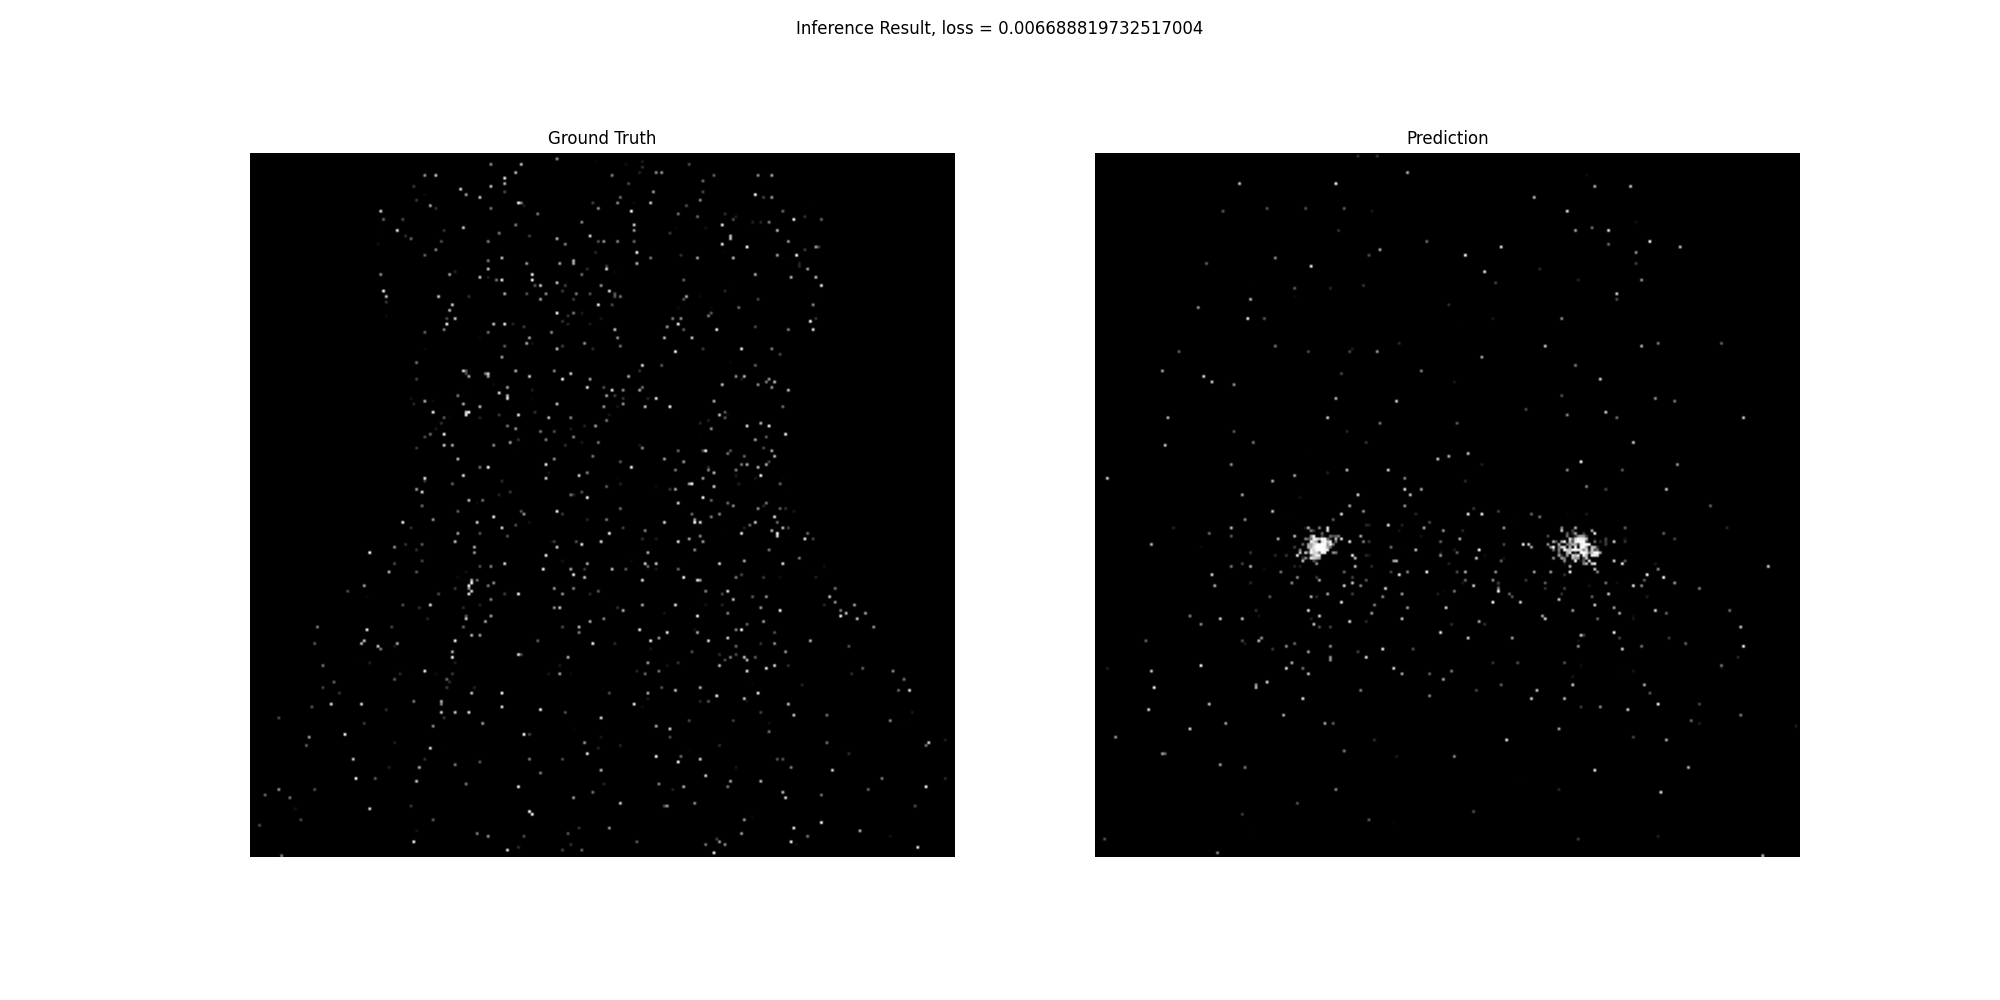 Inference Result, loss = 0.006688819732517004
Ground Truth
Prediction